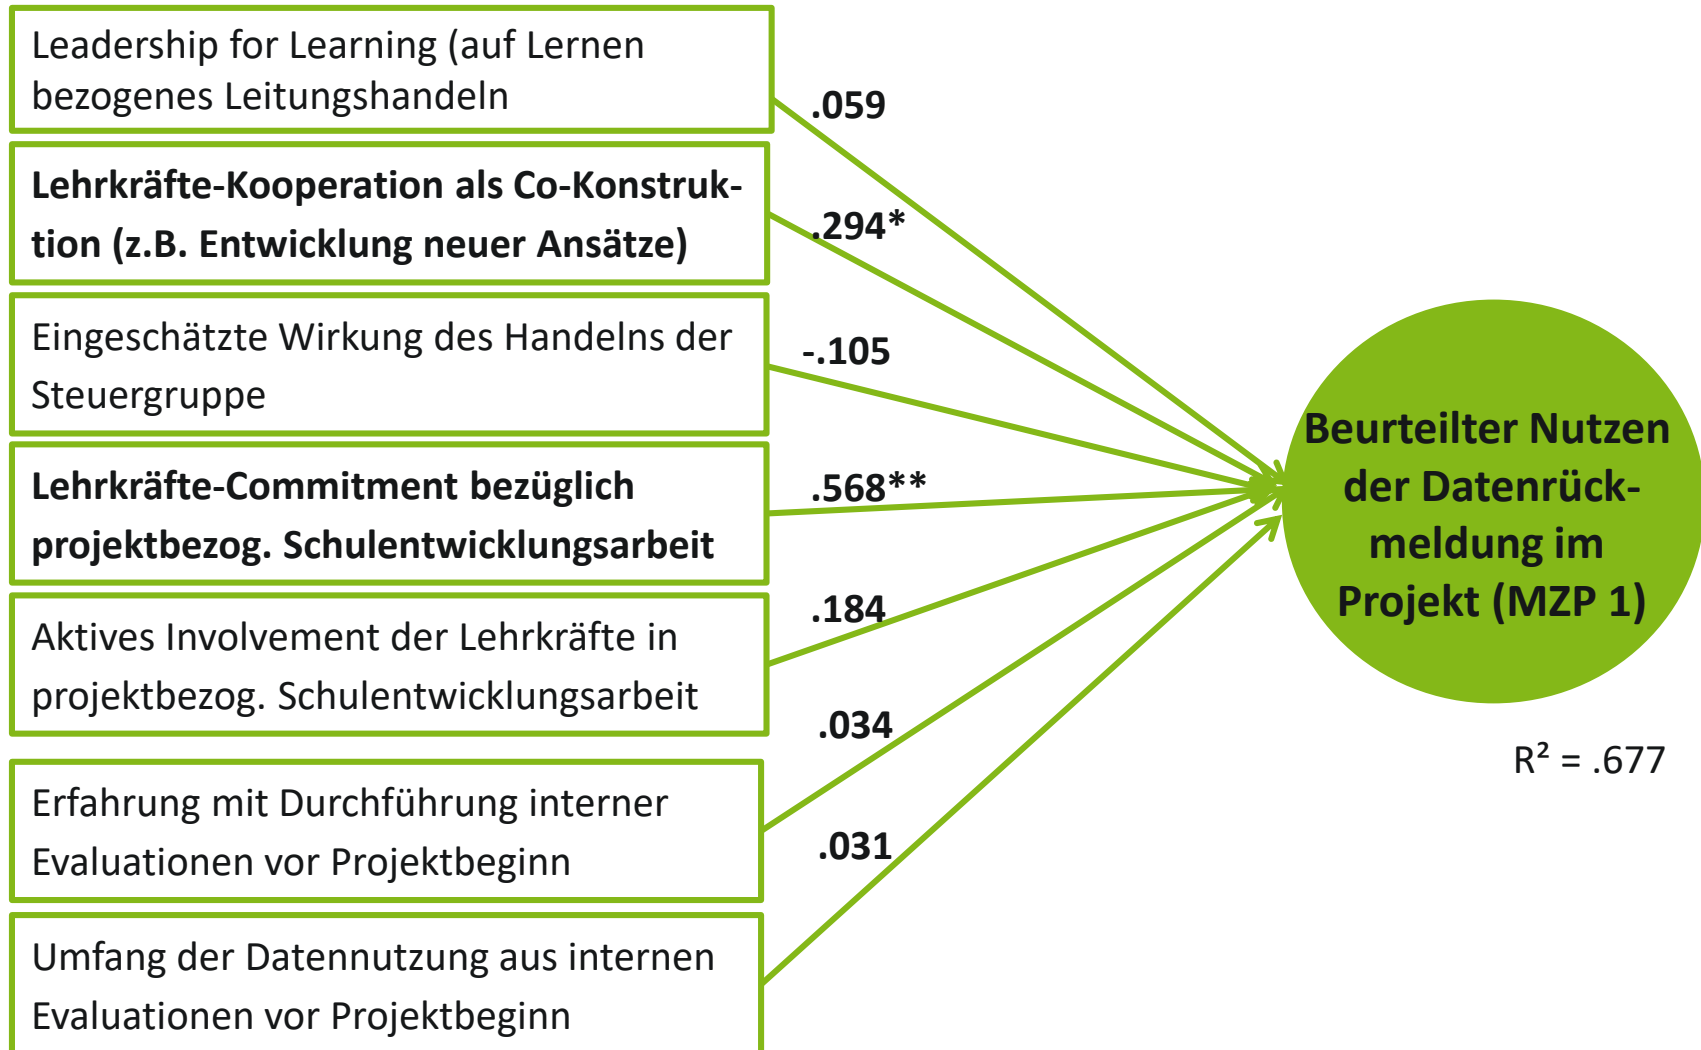 Leadership for Learning (auf Lernen
bezogenes Leitungshandeln
.059
Lehrkräfte-Kooperation als Co-Konstruk-
tion (z.B. Entwicklung neuer Ansätze)
.294*
Eingeschätzte Wirkung des Handelns der
Steuergruppe
-.105
Lehrkräfte-Commitment bezüglich
projektbezog. Schulentwicklungsarbeit
.568**
Aktives Involvement der Lehrkräfte in
projektbezog. Schulentwicklungsarbeit
.184
Erfahrung mit Durchführung interner
Evaluationen vor Projektbeginn
.034
Umfang der Datennutzung aus internen
Evaluationen vor Projektbeginn
.031
Beurteilter Nutzen
der Datenrück-
meldung im
Projekt (MZP 1)
R² = .677